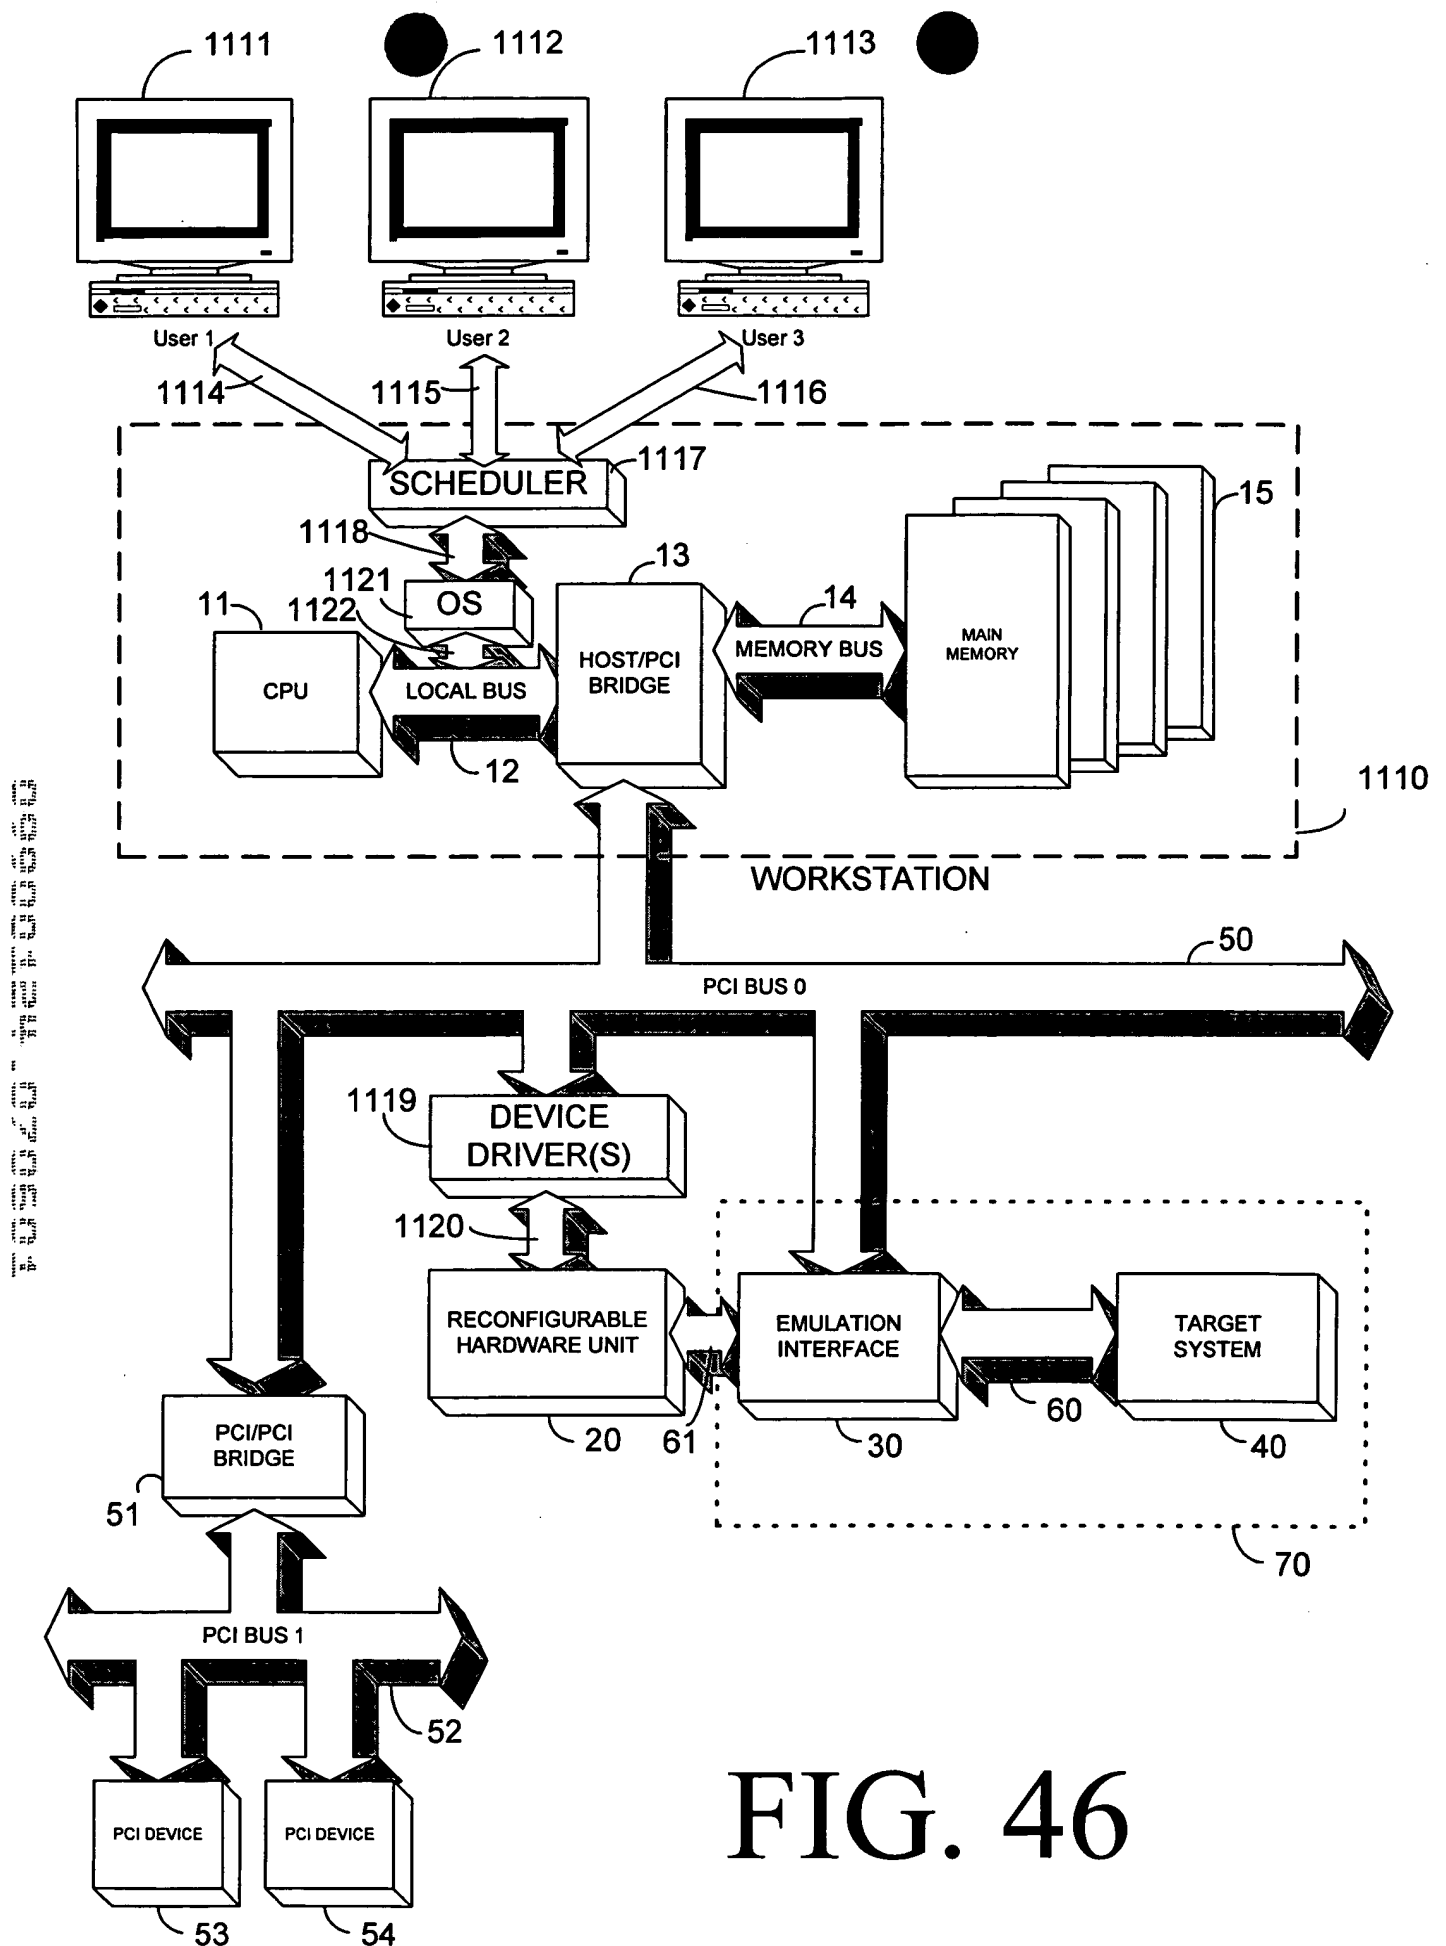 1111
1112
1113
User 1
User 2
User 3
1114
1115
1116
SCHEDULER
1117
1118
1121
1122
OS
11
CPU
LOCAL BUS
12
13
HOST/PCI
BRIDGE
14
MEMORY BUS
MAIN
MEMORY
15
1110
WORKSTATION
50
PCI BUS 0
1119
DEVICE
DRIVER(S)
1120
RECONFIGURABLE
HARDWARE UNIT
20
61
EMULATION
INTERFACE
30
60
TARGET
SYSTEM
40
70
PCI/PCI
BRIDGE
51
PCI BUS 1
52
PCI DEVICE
53
PCI DEVICE
54
FIG. 46